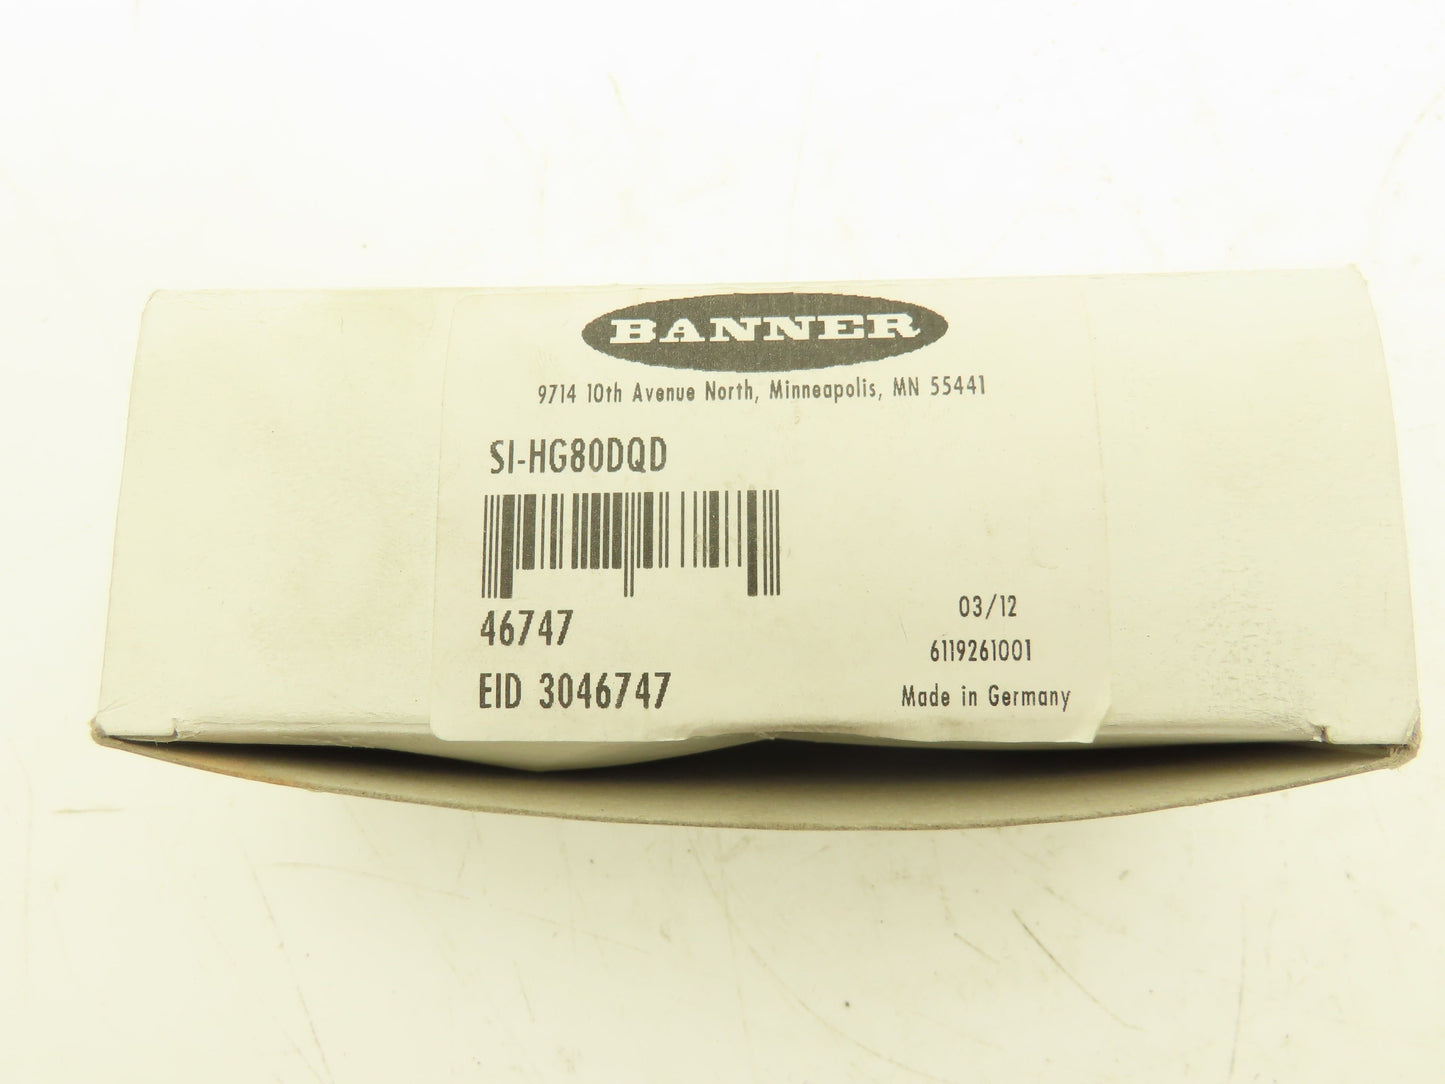 BANNER
9714 10th Avenue North, Minneapolis, MN 55441
SI-HG80DQD
46747
EID 3046747
03/12
6119261001
Made in Germany